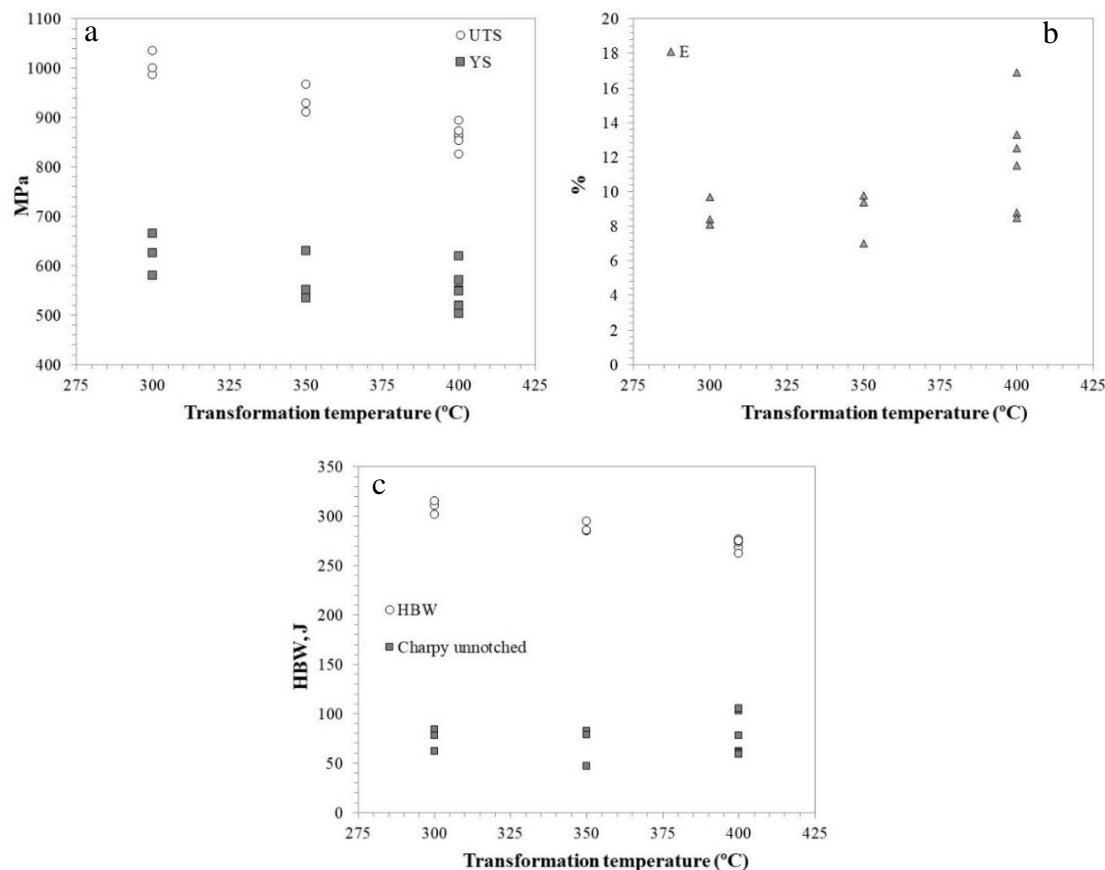 a
1100
1000
900
800
700
600
500
400
MPa
UTS
YS
275 300 325 350 375 400 425
Transformation temperature (ºC)
b
20
18
16
14
12
10
8
6
4
2
0
%
E
275 300 325 350 375 400 425
Transformation temperature (ºC)
c
350
300
250
200
150
100
50
0
HBW, J
HBW
Charpy unnotched
275 300 325 350 375 400 425
Transformation temperature (ºC)